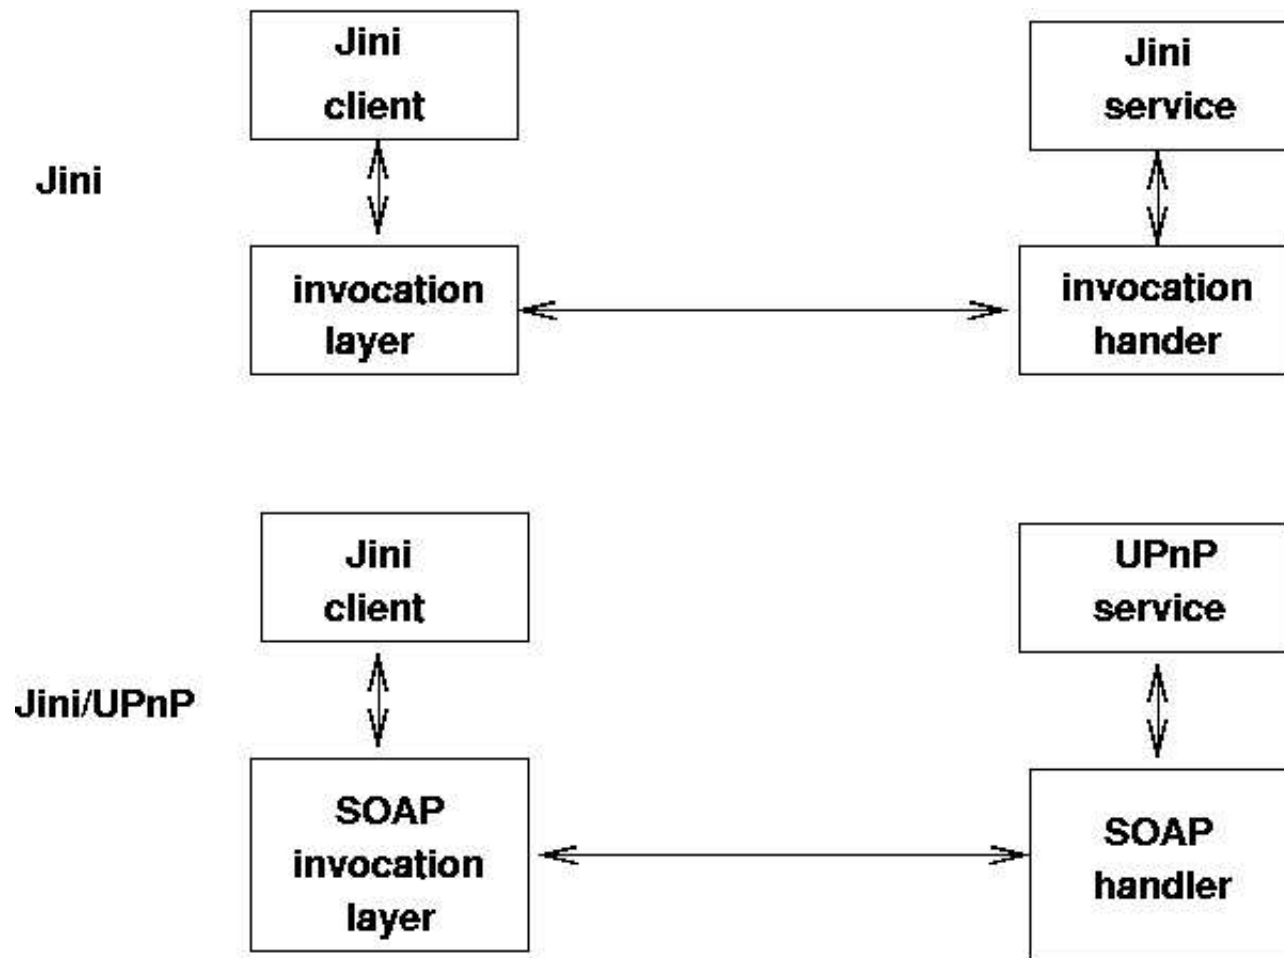 Jini
client
Jini
service
Jini
invocation
layer
invocation
hander
Jini
client
UPnP
service
Jini/UPnP
SOAP
invocation
layer
SOAP
handler